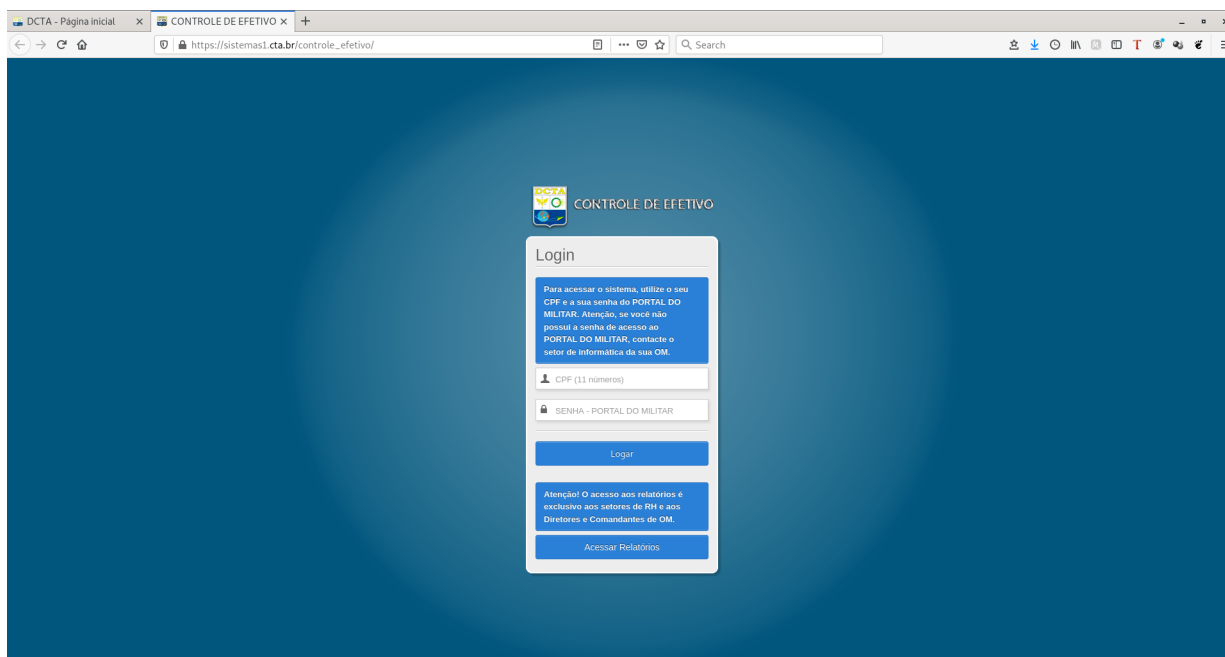 DCTA - Página inicial
CONTROLE DE EFETIVO
https://sistemas1.cta.br/controle_efetivo/
Search
DCTA
CONTROLE DE EFETIVO
Login
Para acessar o sistema, utilize o seu
CPF e a sua senha do PORTAL DO
MILITAR. Atenção, se você não
possui a senha de acesso ao
PORTAL DO MILITAR, contacte o
setor de informática da sua OM.
CPF (11 números)
SENHA - PORTAL DO MILITAR
Logar
Atenção! O acesso aos relatórios é
exclusivo aos setores de RH e aos
Diretores e Comandantes de OM.
Acessar Relatórios